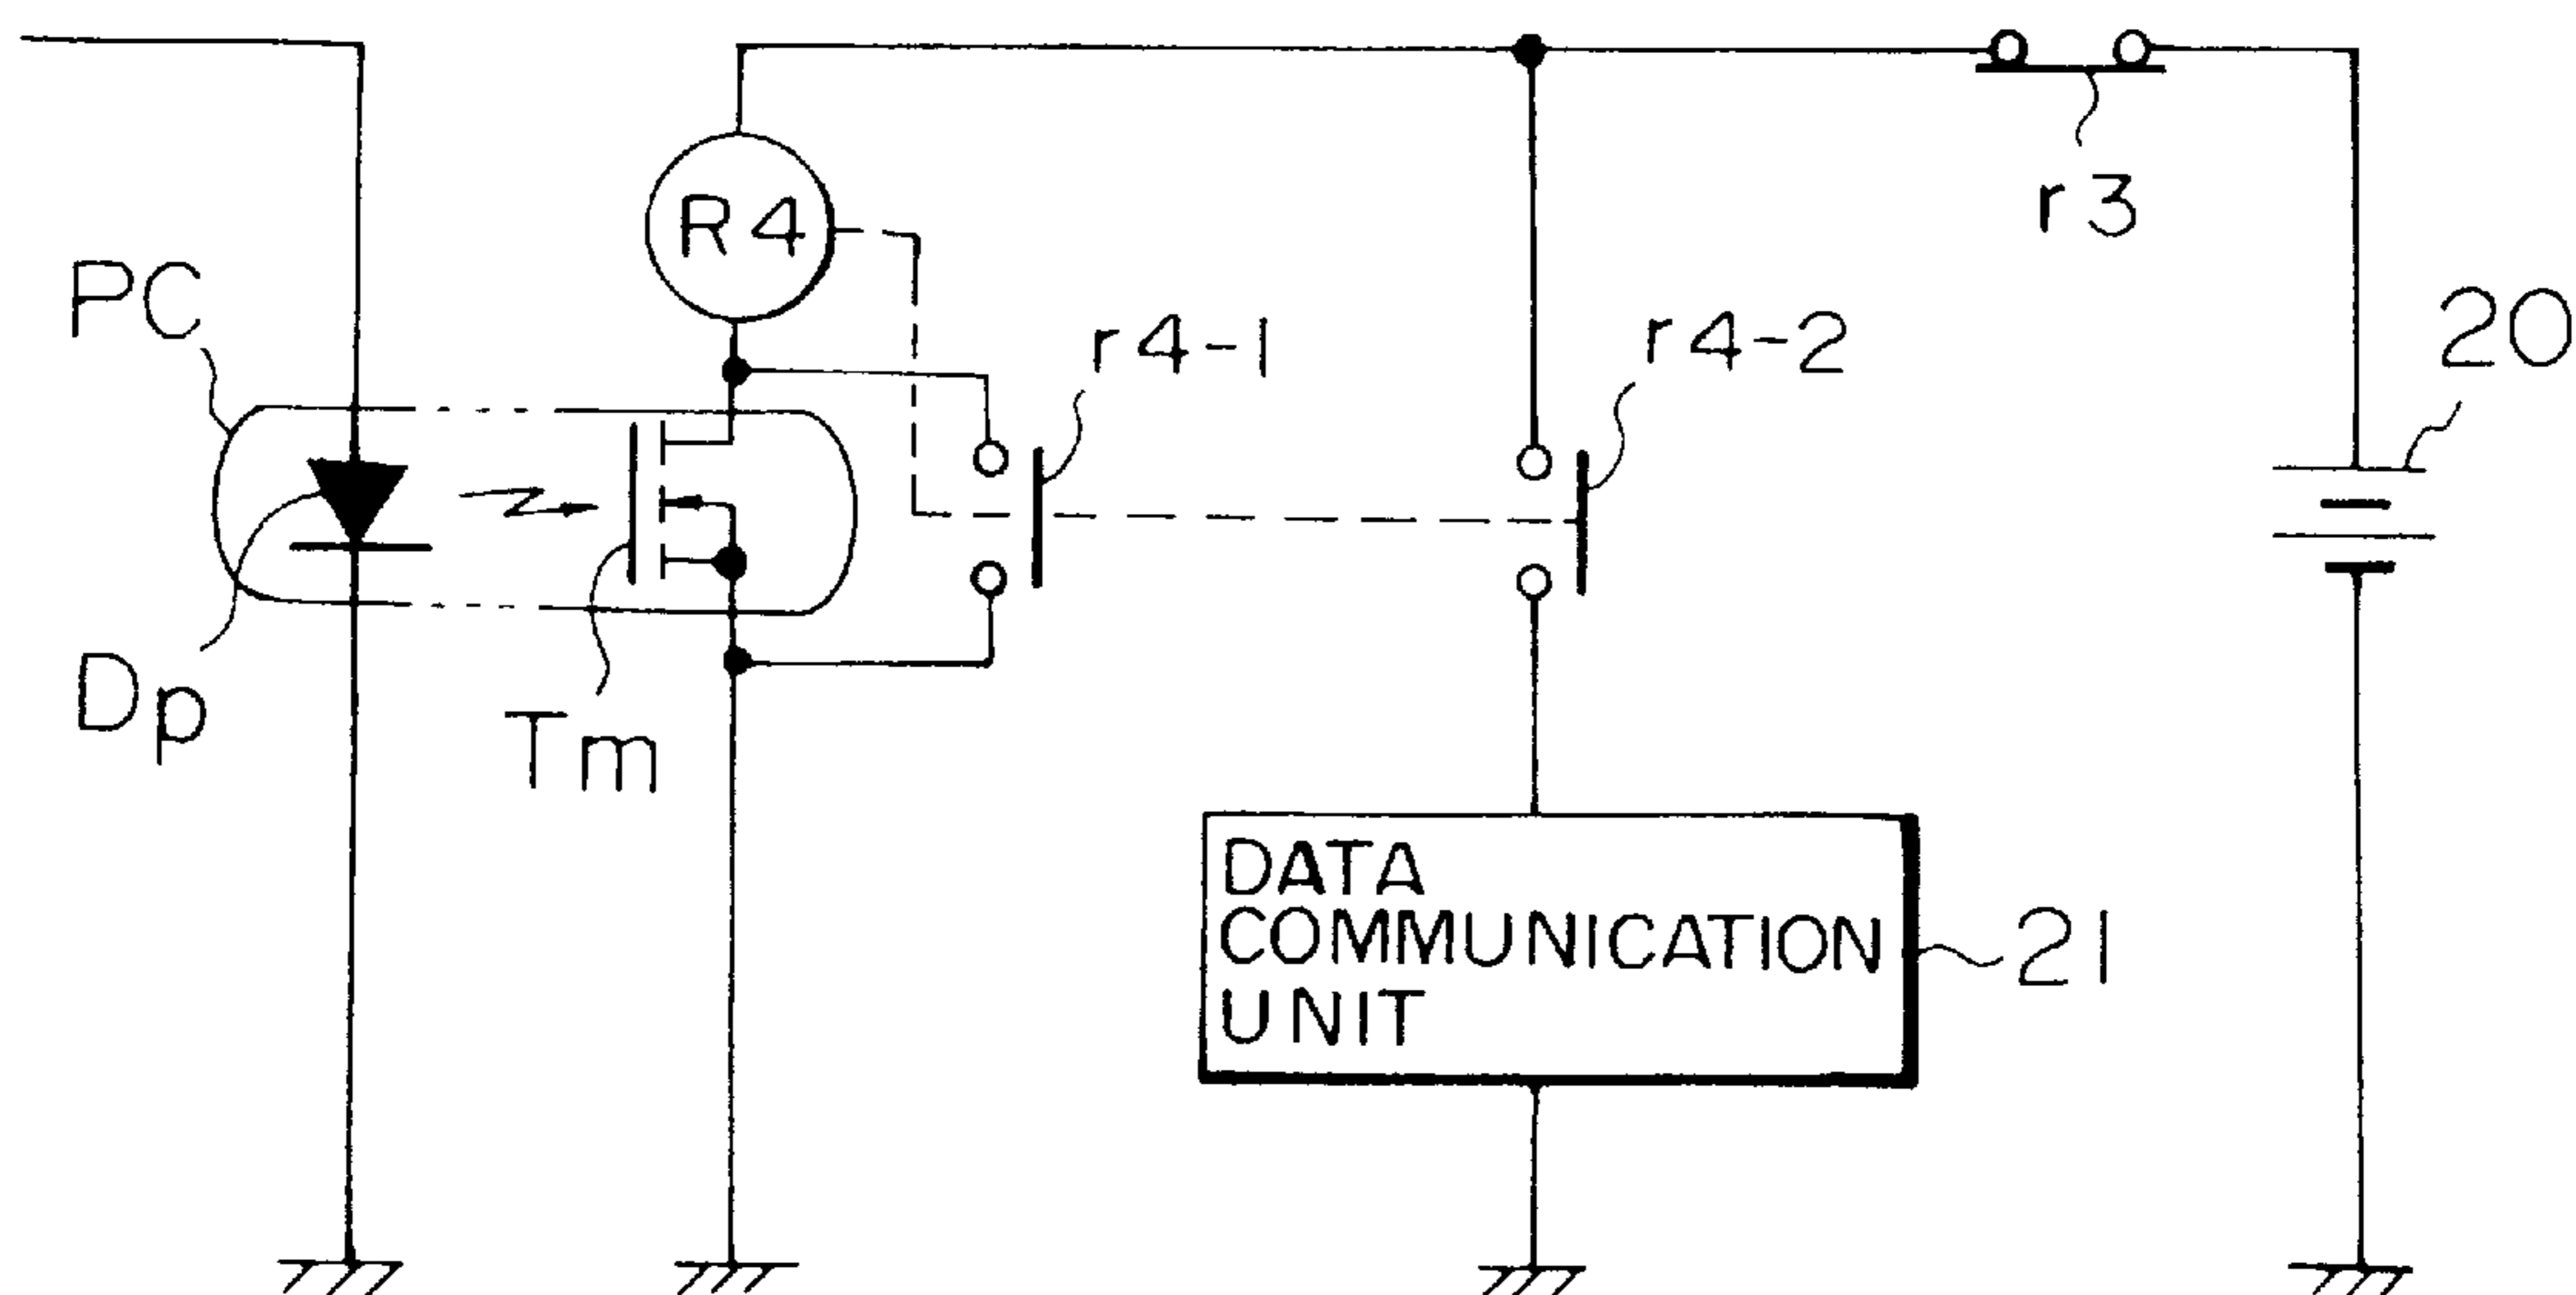 R4
r3
PC
r4-1
r4-2
20
Dp
Tm
DATA
COMMUNICATION
UNIT
21